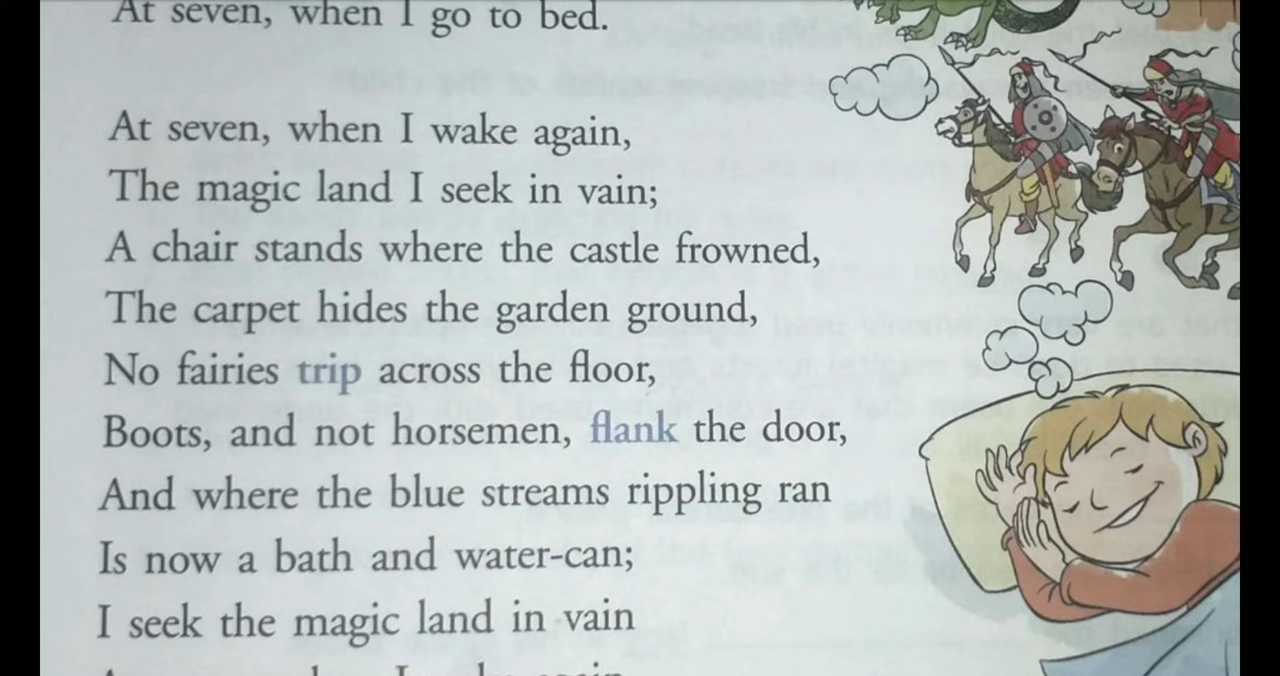 At seven, when I go to bed.
At seven, when I wake again,
The magic land I seek in vain;
A chair stands where the castle frowned,
The carpet hides the garden ground,
No fairies trip across the floor,
Boots, and not horsemen, flank the door,
And where the blue streams rippling ran
Is now a bath and water-can;
I seek the magic land in vain